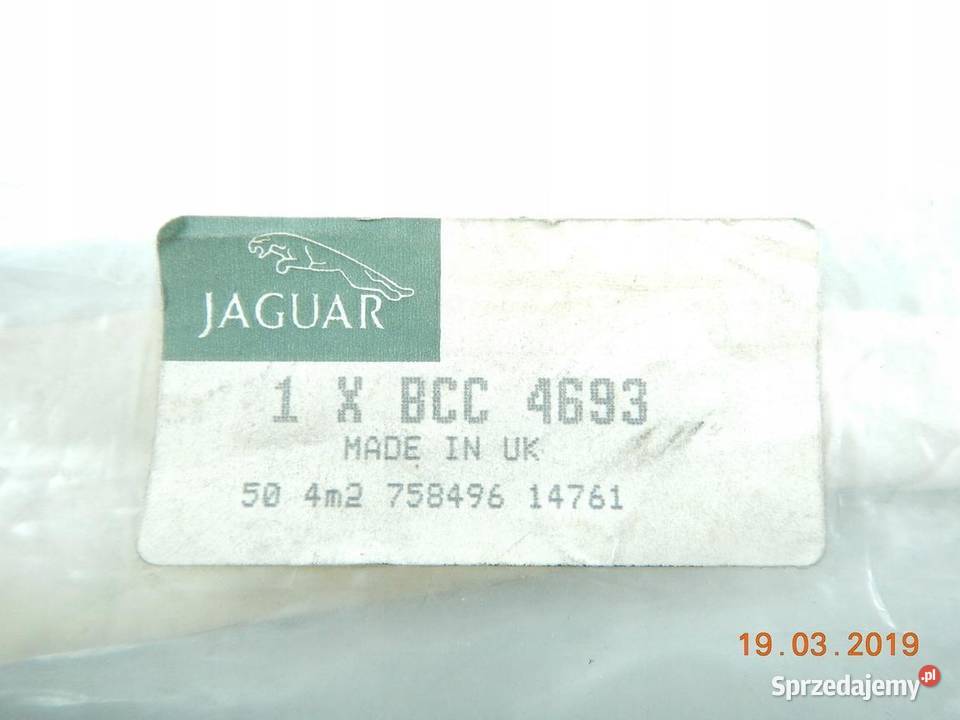 JAGUAR
1 X BCC 4693
MADE IN UK
50 4m2 758496 14761
19.03.2019
Sprzedajemy.pl